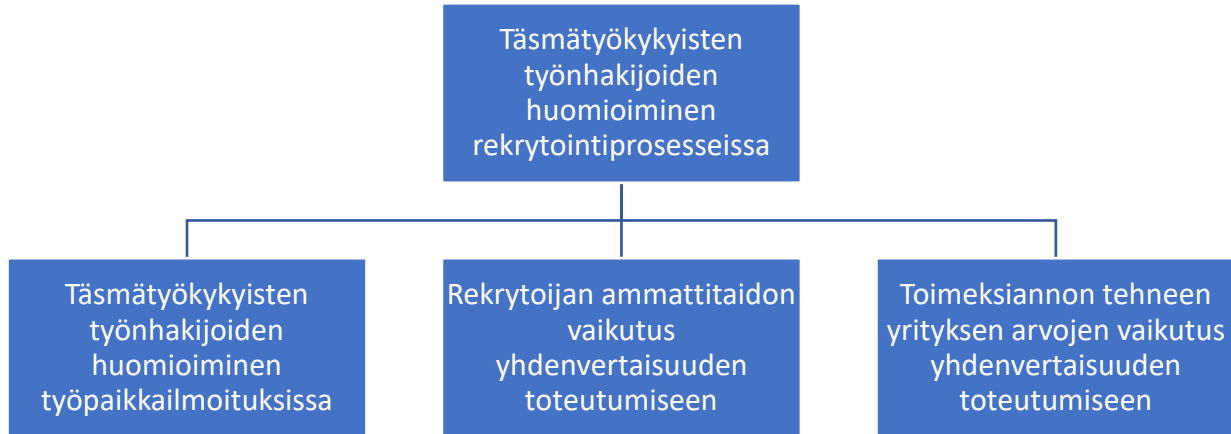 Täsmätyökykyisten
työnhakijoiden
huomioiminen
rekrytointiprosesseissa
Täsmätyökykyisten
työnhakijoiden
huomioiminen
työpaikkailmoituksissa
Rekrytoijan ammattitaidon
vaikutus
yhdenvertaisuuden
toteutumiseen
Toimeksiannon tehneen
yrityksen arvojen vaikutus
yhdenvertaisuuden
toteutumiseen